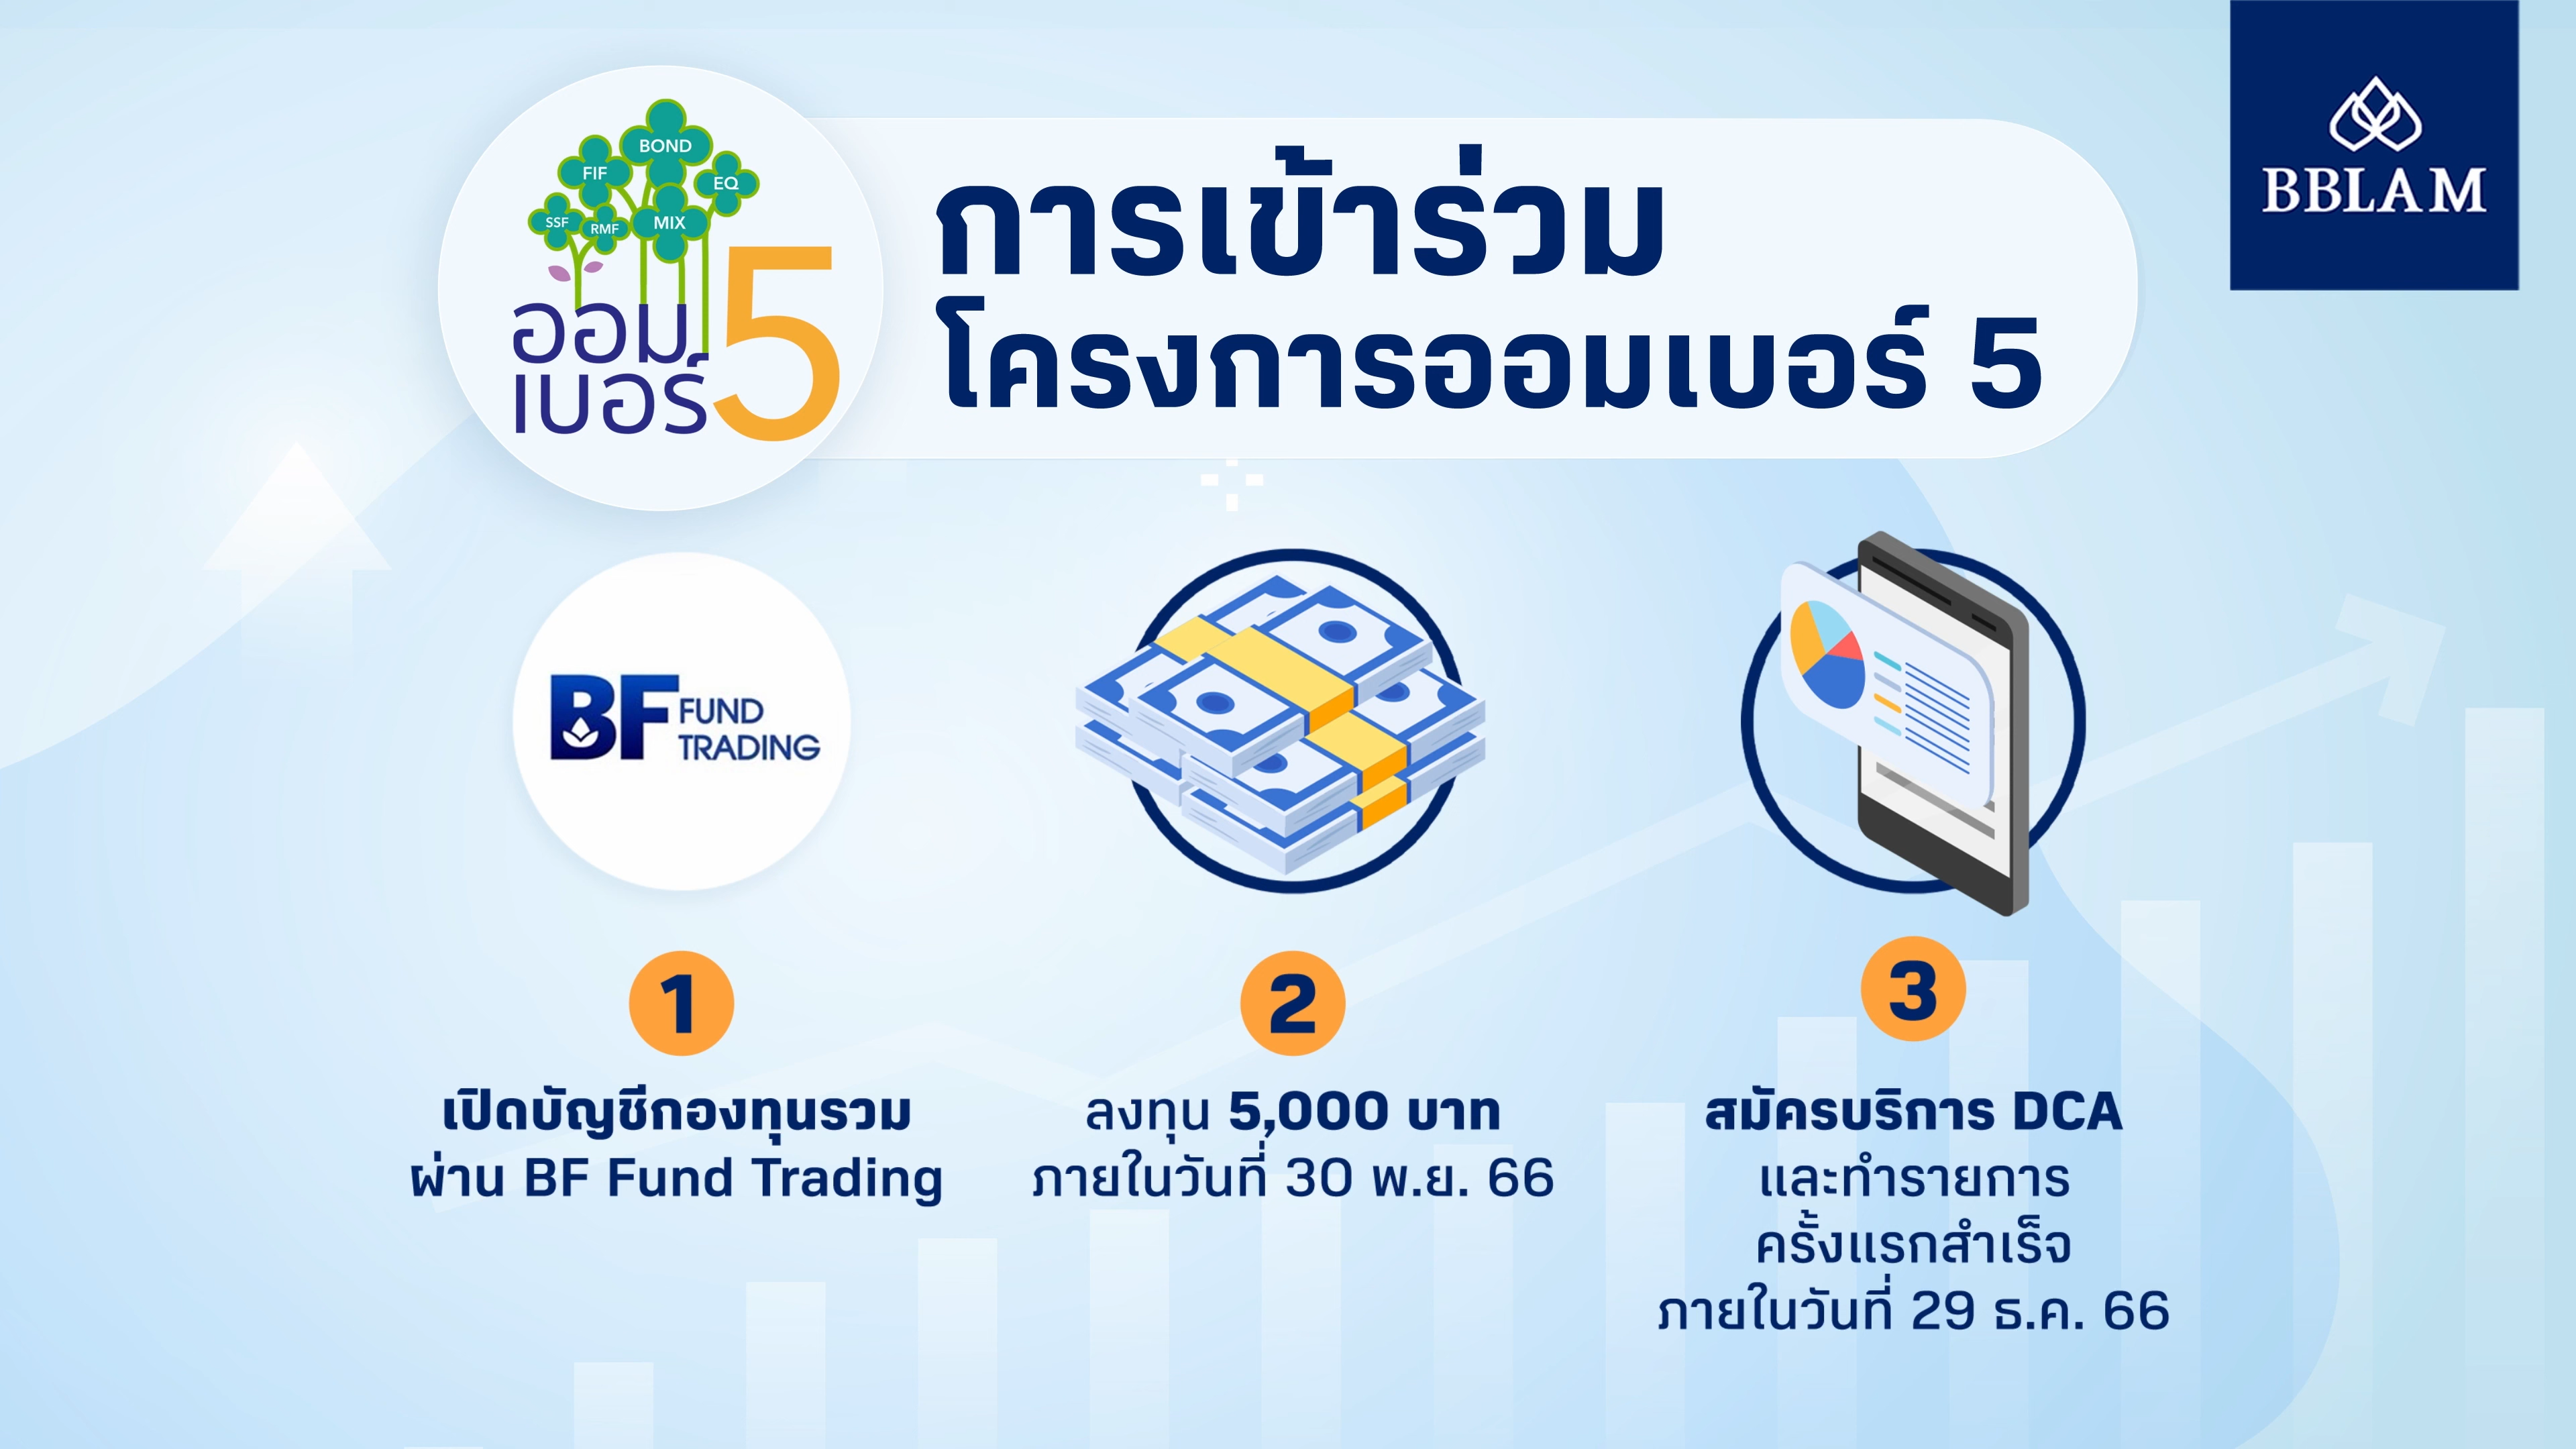 BOND
FIF
EQ
SSF
RMF
MIX
ออม
เบอร์ 5
การเข้าร่วม
โครงการออมเบอร์ 5
BBLAM
BF FUND
TRADING
1
เปิดบัญชีกองทุนรวม
ผ่าน BF Fund Trading
2
ลงทุน 5,000 บาท
ภายในวันที่ 30 พ.ย. 66
3
สมัครบริการ DCA
และทำรายการ
ครั้งแรกสำเร็จ
ภายในวันที่ 29 ธ.ค. 66